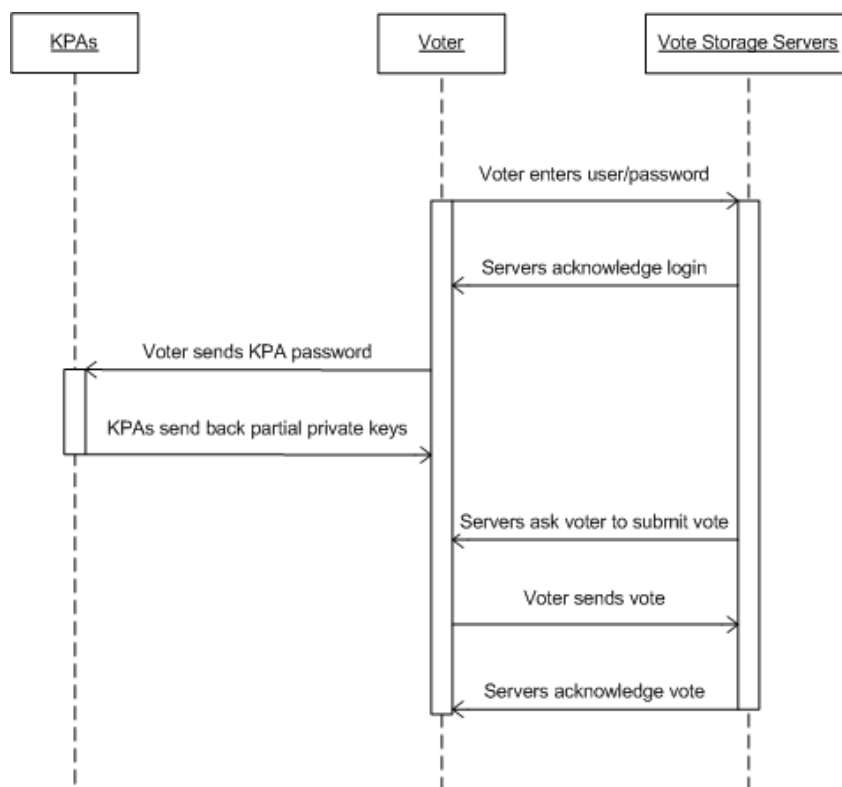 KPAs
Voter
Vote Storage Servers
Voter enters user/password
Servers acknowledge login
Voter sends KPA password
KPAs send back partial private keys
Servers ask voter to submit vote
Voter sends vote
Servers acknowledge vote